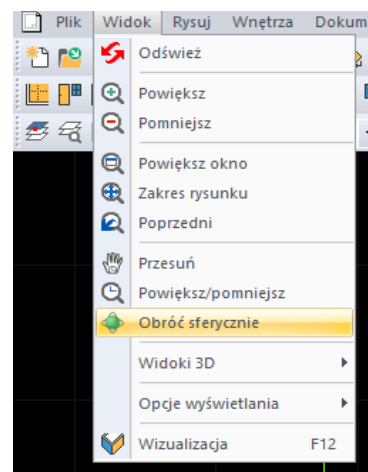 Plik Widok Rysuj Wnętrza Dokum
Odśwież
Powiększ
Pomniejsz
Powiększ okno
Zakres rysunku
Poprzedni
Przesuń
Powiększ/pomniejsz
Obróć sferycznie
Widoki 3D
Opcje wyświetlania
Wizualizacja F12